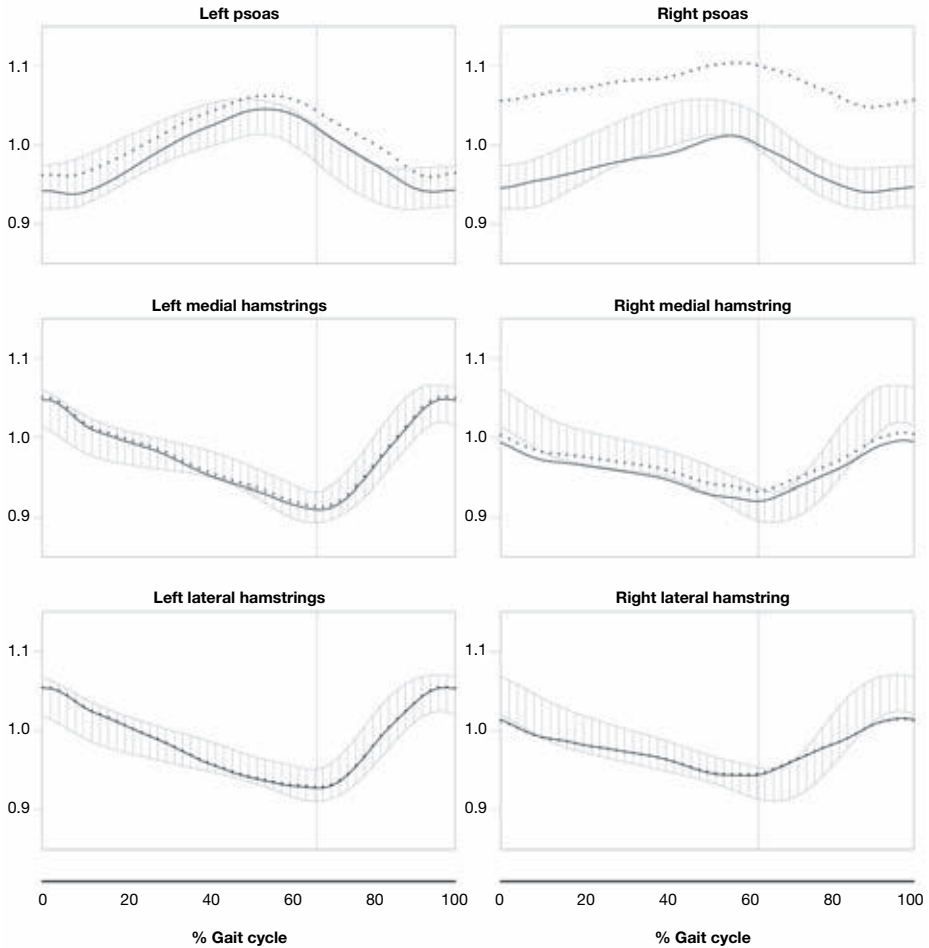 Left psoas
Right psoas
1.1
1.0
0.9
1.1
1.0
0.9
Left medial hamstrings
Right medial hamstring
1.1
1.0
0.9
1.1
1.0
0.9
Left lateral hamstrings
Right lateral hamstring
1.1
1.0
0.9
1.1
1.0
0.9
0 20 40 60 80 100
0 20 40 60 80 100
% Gait cycle
% Gait cycle